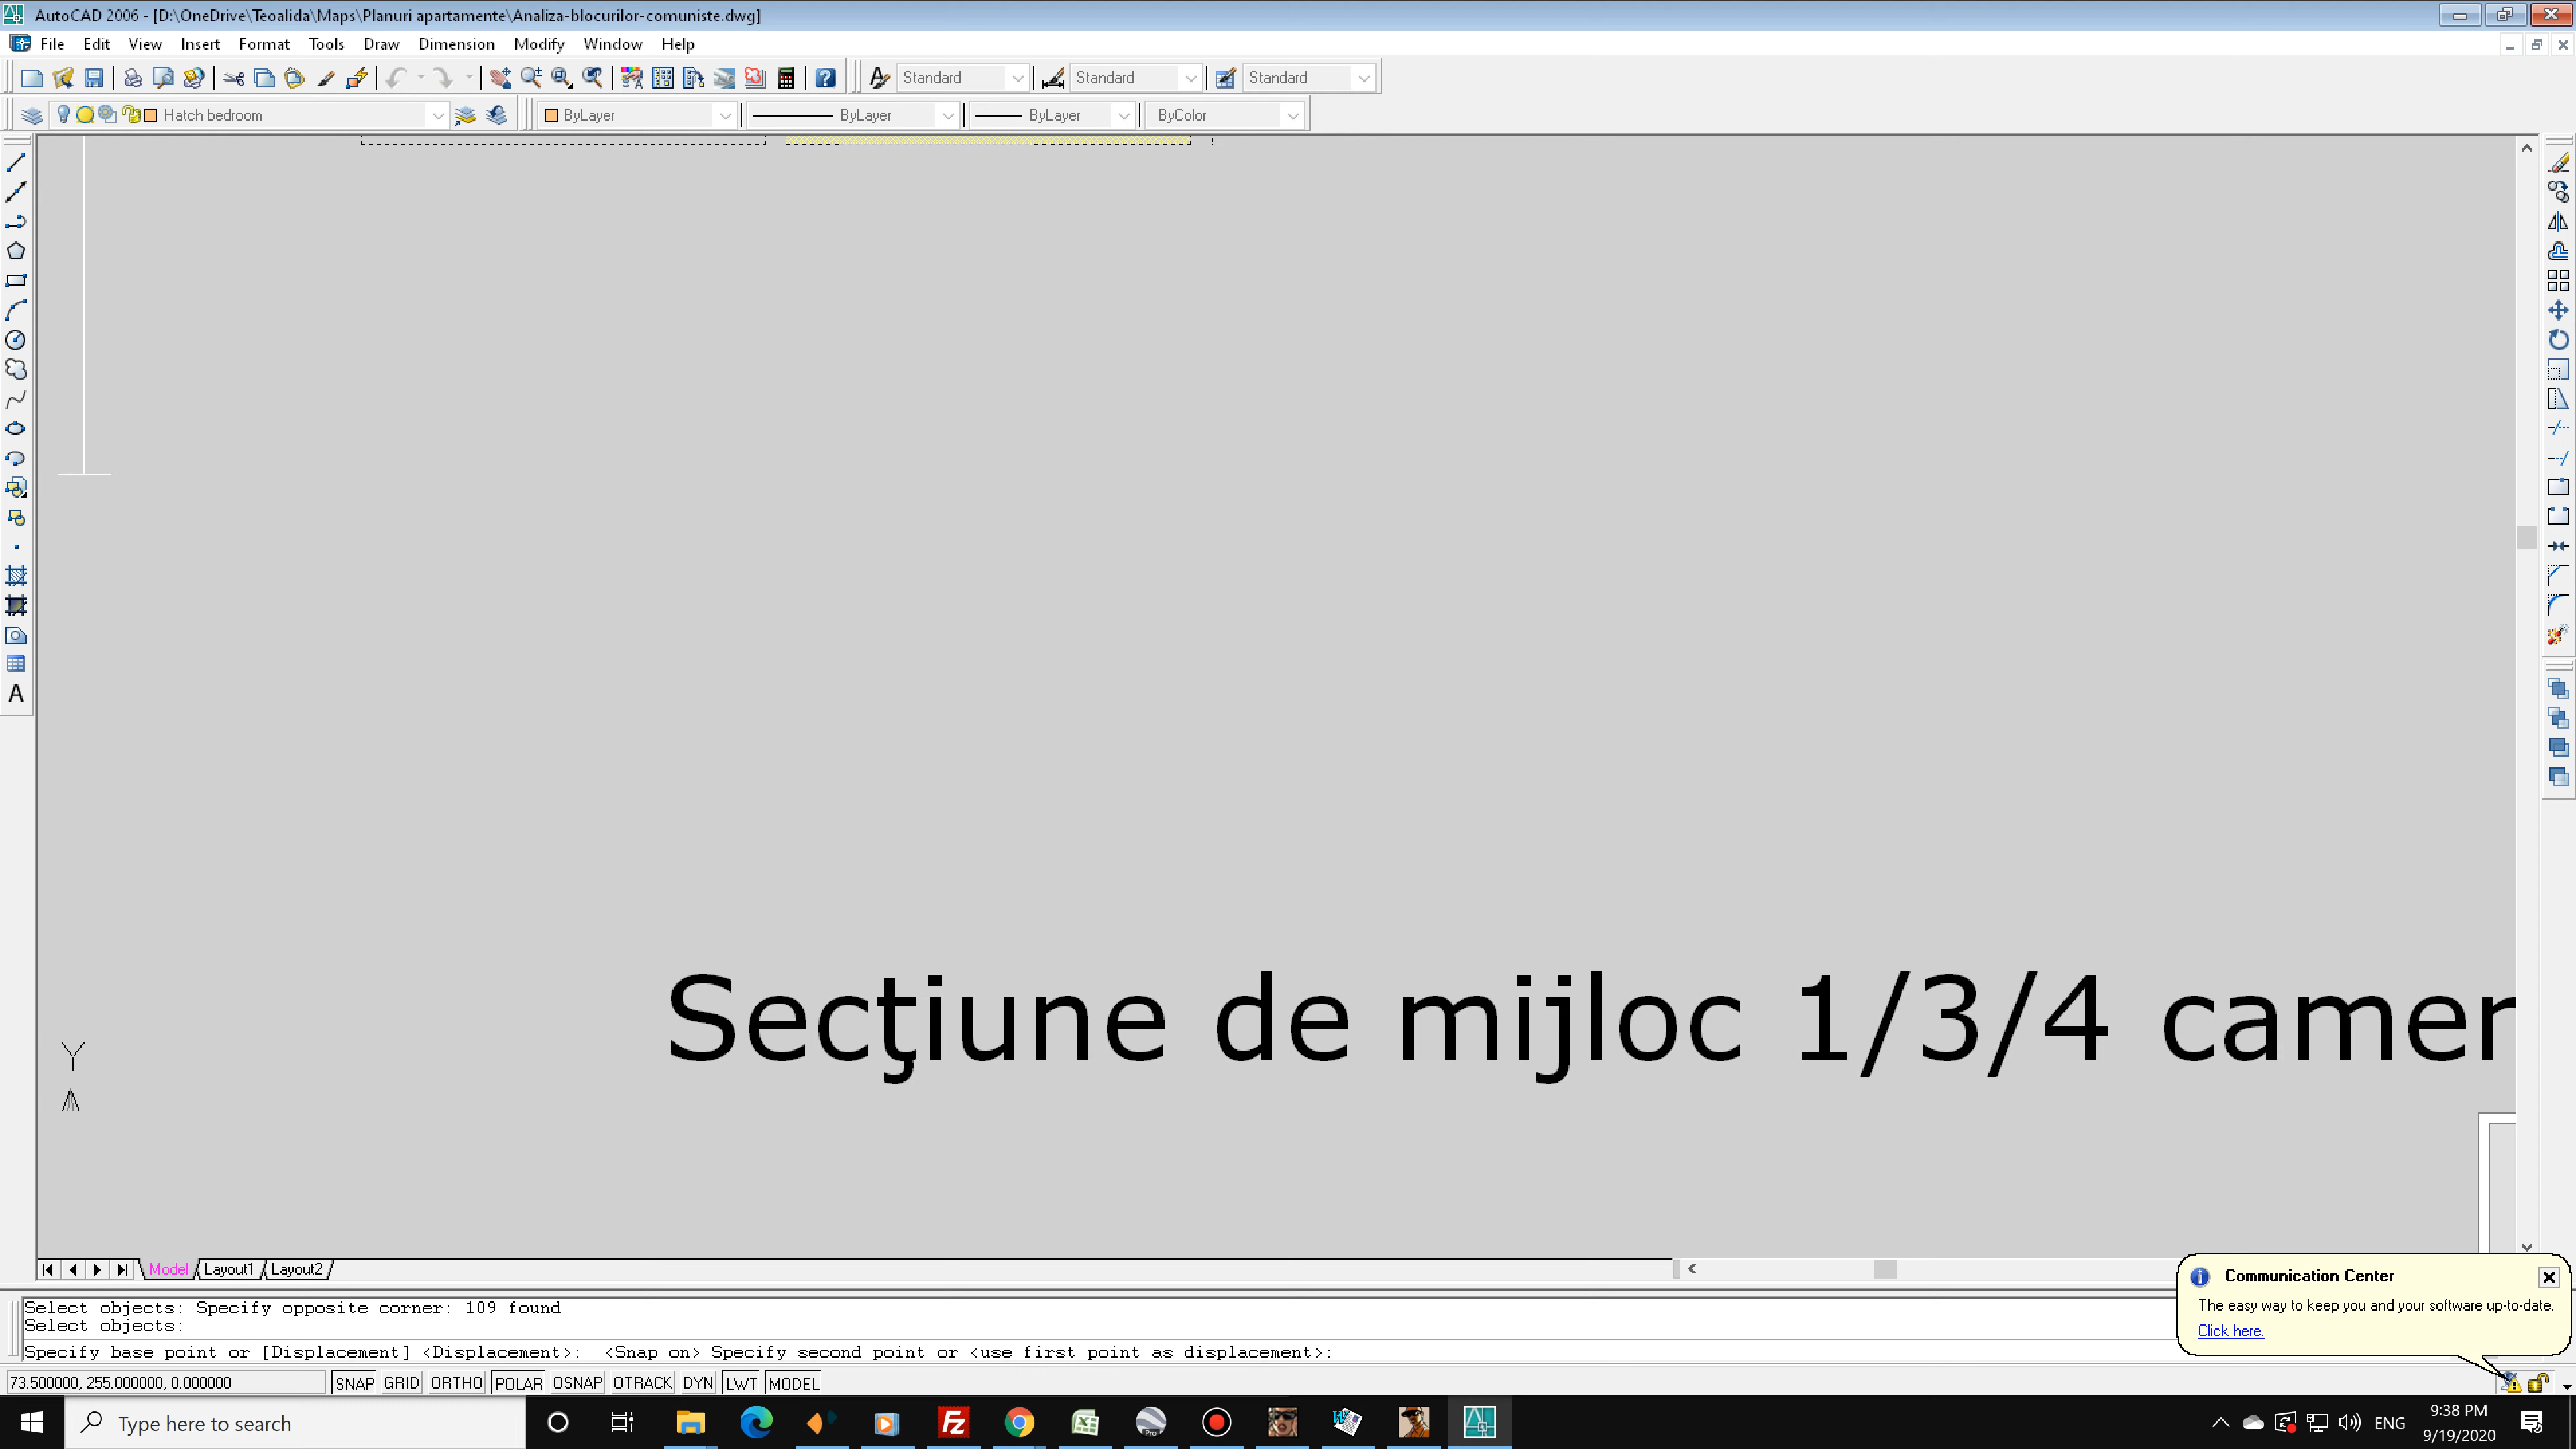 AutoCAD 2006 - [D:\OneDrive\Teoalida\Maps\Planuri apartamente\Analiza-blocurilor-comuniste.dwg]
File Edit View Insert Format Tools Draw Dimension Modify Window Help
Standard Standard Standard
Hatch bedroom ByLayer ByLayer ByLayer ByColor
A
Secţiune de mijloc 1/3/4 camer
Y
Model Layout1 Layout2
Communication Center
The easy way to keep you and your software up-to-date.
Click here.
Select objects: Specify opposite corner: 109 found
Select objects:
Specify base point or [Displacement] <Displacement>:  <Snap on> Specify second point or <use first point as displacement>:
73.500000, 255.000000, 0.000000 SNAP GRID ORTHO POLAR OSNAP OTRACK DYN LWT MODEL
Type here to search
Fz
Pro
ENG
9:38 PM
9/19/2020